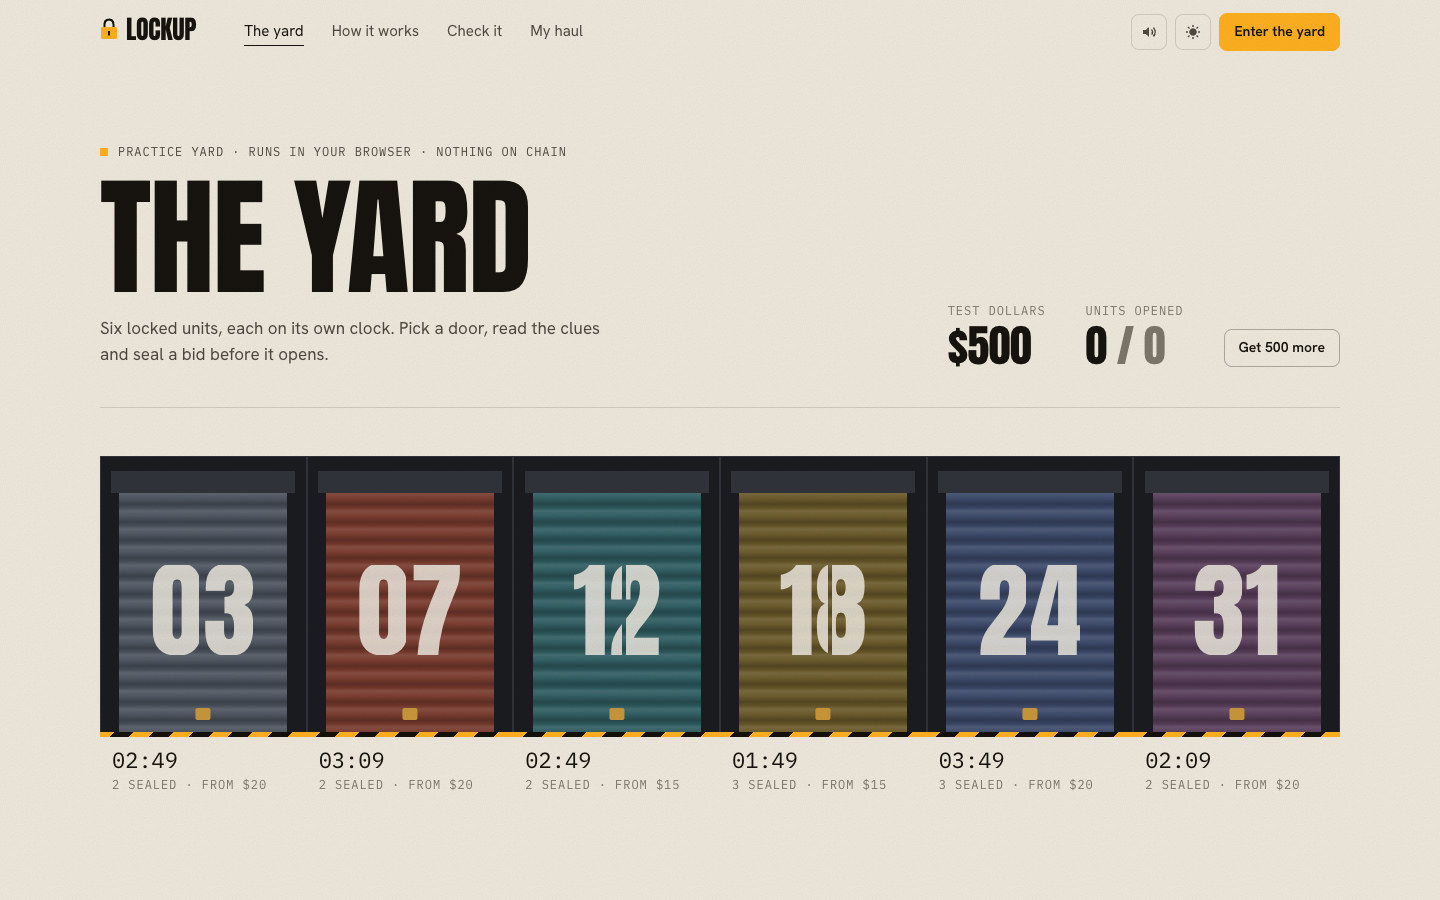 LOCKUP
The yard
How it works
Check it
My haul
Enter the yard
PRACTICE YARD · RUNS IN YOUR BROWSER · NOTHING ON CHAIN
THE YARD
Six locked units, each on its own clock. Pick a door, read the clues
and seal a bid before it opens.
TEST DOLLARS
$500
UNITS OPENED
0 / 0
Get 500 more
03
07
12
18
24
31
02:49
2 SEALED · FROM $20
03:09
2 SEALED · FROM $20
02:49
2 SEALED · FROM $15
01:49
3 SEALED · FROM $15
03:49
3 SEALED · FROM $20
02:09
2 SEALED · FROM $20